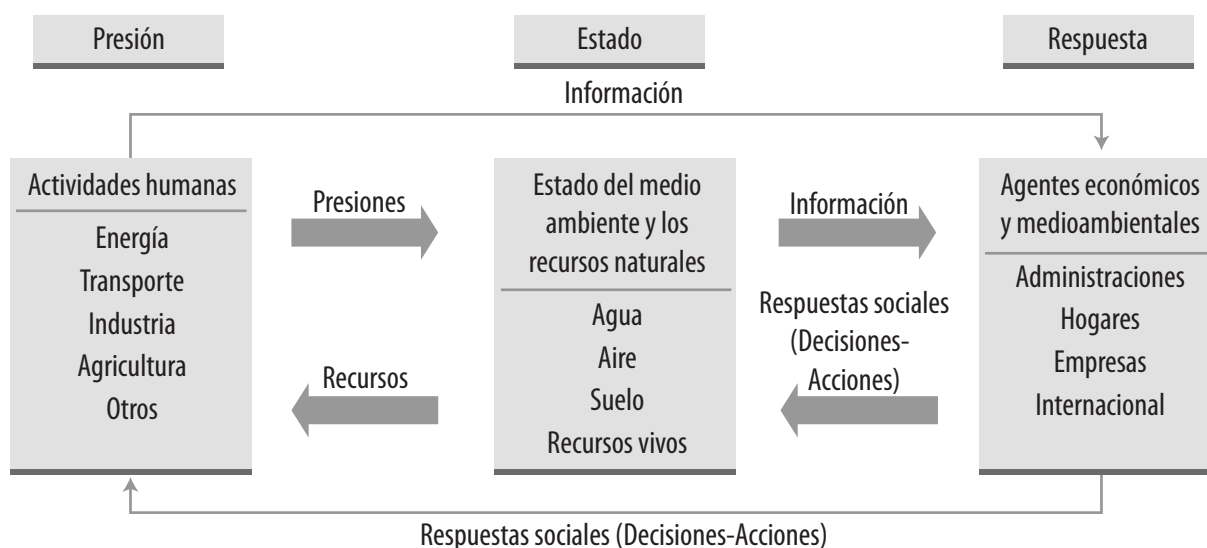 Presión
Estado
Respuesta
Información
Actividades humanas
Energía
Transporte
Industria
Agricultura
Otros
Presiones
Recursos
Estado del medio
ambiente y los
recursos naturales
Agua
Aire
Suelo
Recursos vivos
Información
Respuestas sociales
(Decisiones-
Acciones)
Agentes económicos
y medioambientales
Administraciones
Hogares
Empresas
Internacional
Respuestas sociales (Decisiones-Acciones)